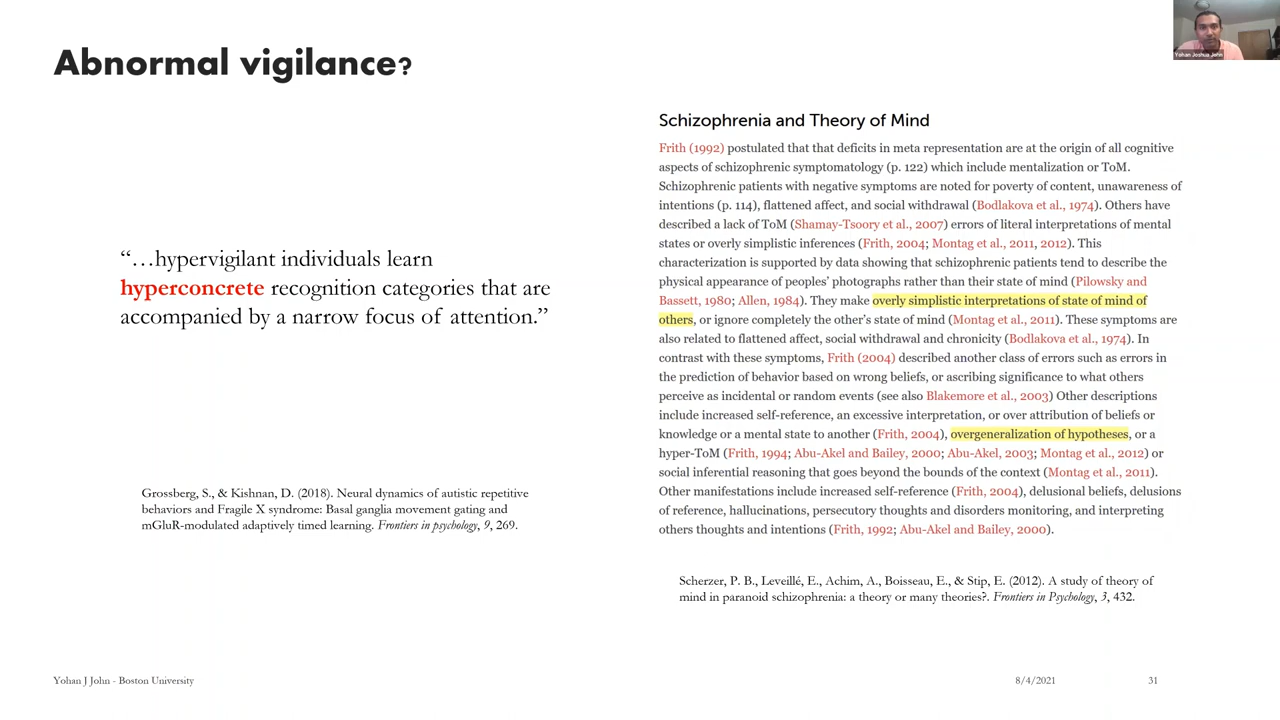 Abnormal vigilance?
Yohan Joshua John
“…hypervigilant individuals learn
hyperconcrete recognition categories that are
accompanied by a narrow focus of attention.”
Grossberg, S., & Kishnan, D. (2018). Neural dynamics of autistic repetitive
behaviors and Fragile X syndrome: Basal ganglia movement gating and
mGluR-modulated adaptively timed learning. Frontiers in psychology, 9, 269.
Schizophrenia and Theory of Mind
Frith (1992) postulated that that deficits in meta representation are at the origin of all cognitive
aspects of schizophrenic symptomatology (p. 122) which include mentalization or ToM.
Schizophrenic patients with negative symptoms are noted for poverty of content, unawareness of
intentions (p. 114), flattened affect, and social withdrawal (Bodlakova et al., 1974). Others have
described a lack of ToM (Shamay-Tsoory et al., 2007) errors of literal interpretations of mental
states or overly simplistic inferences (Frith, 2004; Montag et al., 2011, 2012). This
characterization is supported by data showing that schizophrenic patients tend to describe the
physical appearance of peoples’ photographs rather than their state of mind (Pilowsky and
Bassett, 1980; Allen, 1984). They make overly simplistic interpretations of state of mind of
others, or ignore completely the other’s state of mind (Montag et al., 2011). These symptoms are
also related to flattened affect, social withdrawal and chronicity (Bodlakova et al., 1974). In
contrast with these symptoms, Frith (2004) described another class of errors such as errors in
the prediction of behavior based on wrong beliefs, or ascribing significance to what others
perceive as incidental or random events (see also Blakemore et al., 2003) Other descriptions
include increased self-reference, an excessive interpretation, or over attribution of beliefs or
knowledge or a mental state to another (Frith, 2004), overgeneralization of hypotheses, or a
hyper-ToM (Frith, 1994; Abu-Akel and Bailey, 2000; Abu-Akel, 2003; Montag et al., 2012) or
social inferential reasoning that goes beyond the bounds of the context (Montag et al., 2011).
Other manifestations include increased self-reference (Frith, 2004), delusional beliefs, delusions
of reference, hallucinations, persecutory thoughts and disorders monitoring, and interpreting
others thoughts and intentions (Frith, 1992; Abu-Akel and Bailey, 2000).
Scherzer, P. B., Leveillé, E., Achim, A., Boisseau, E., & Stip, E. (2012). A study of theory of
mind in paranoid schizophrenia: a theory or many theories?. Frontiers in Psychology, 3, 432.
Yohan J John - Boston University
8/4/2021
31